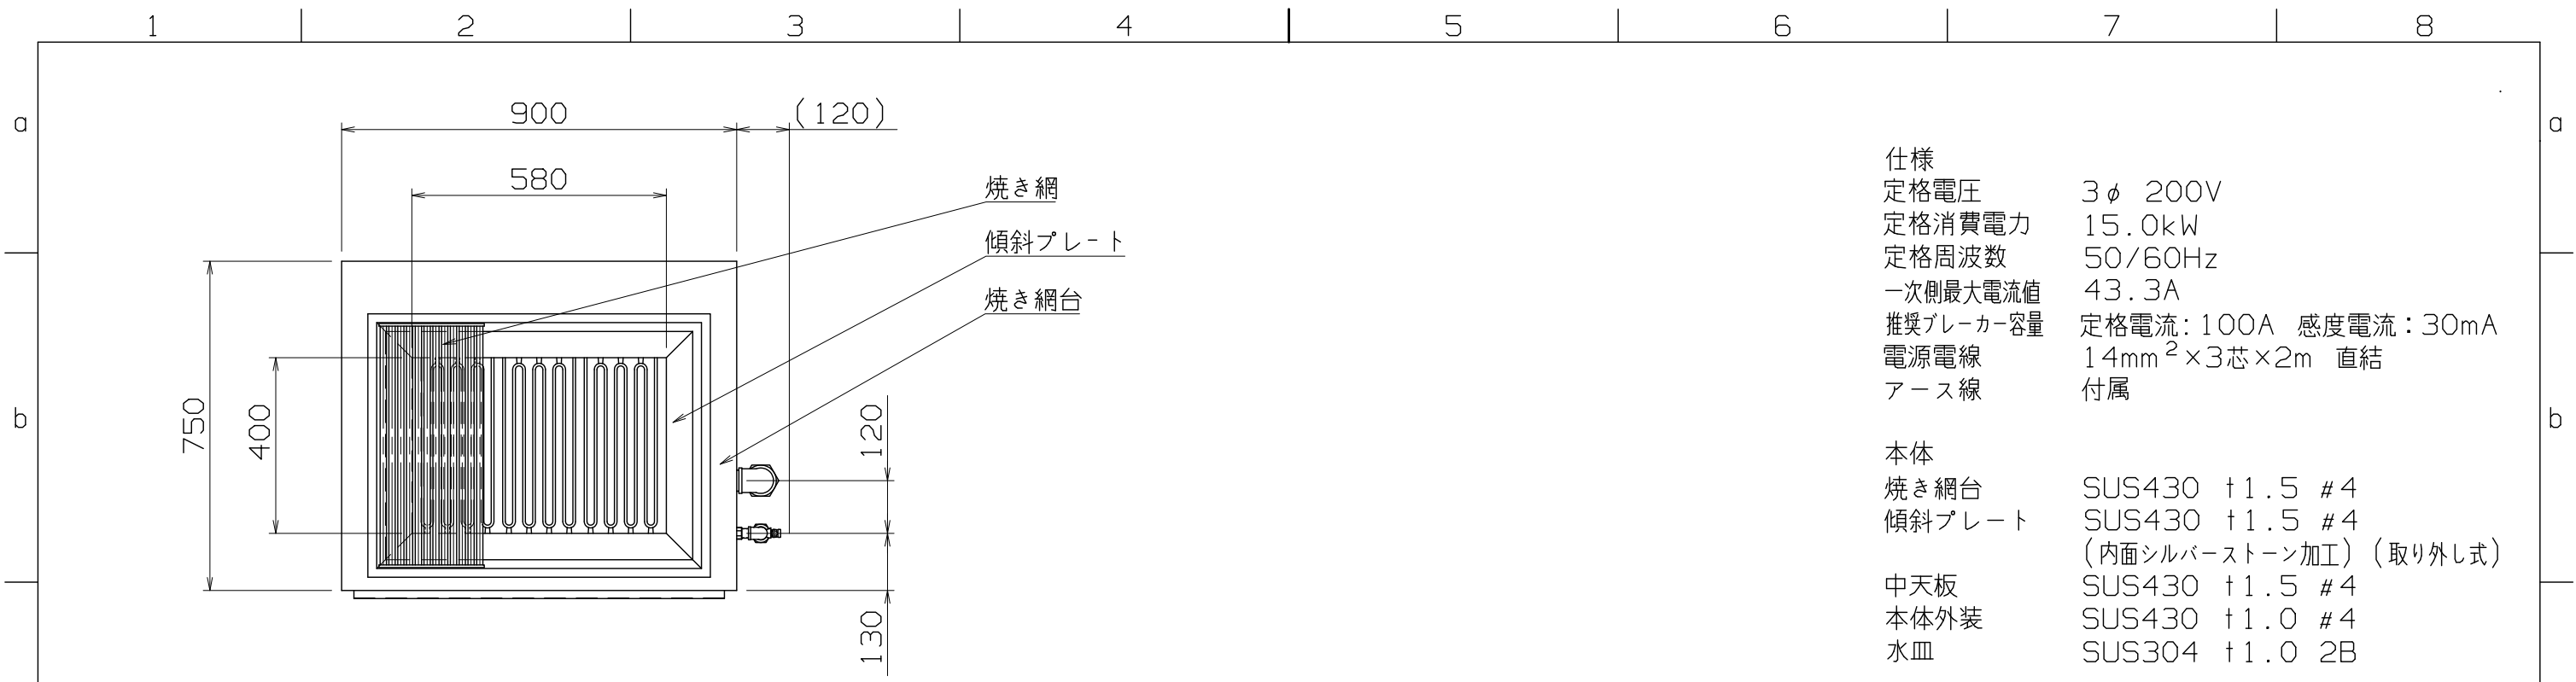 1 2 3 4 5 6 7 8
a
a
b
b
900
(120)
580
焼き網
傾斜プレート
焼き網台
750
400
120
130
仕様
定格電圧 3φ 200V
定格消費電力 15.0kW
定格周波数 50/60Hz
一次側最大電流値 43.3A
推奨ブレーカー容量 定格電流:100A 感度電流:30mA
電源電線 14mm²×3芯×2m 直結
アース線 付属
本体
焼き網台 SUS430 t1.5 #4
傾斜プレート SUS430 t1.5 #4
(内面シルバーストーン加工)(取り外し式)
中天板 SUS430 t1.5 #4
本体外装 SUS430 t1.0 #4
水皿 SUS304 t1.0 2B